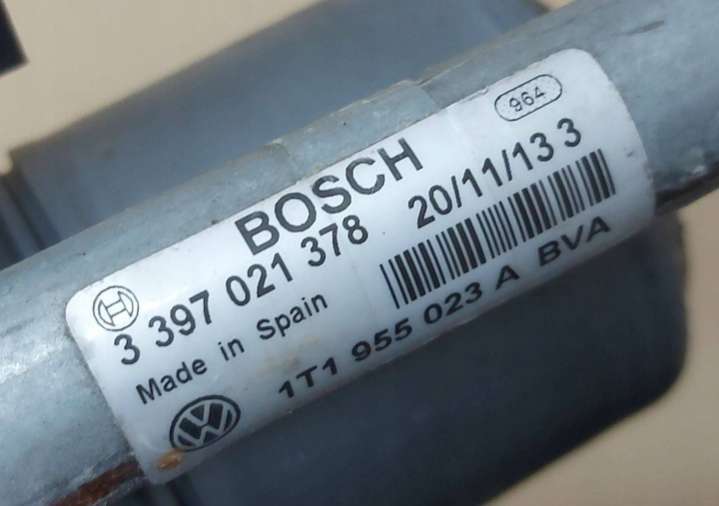 964
BOSCH
3 397 021 378 20/11/13 3
Made in Spain
1T1 955 023 A BVA